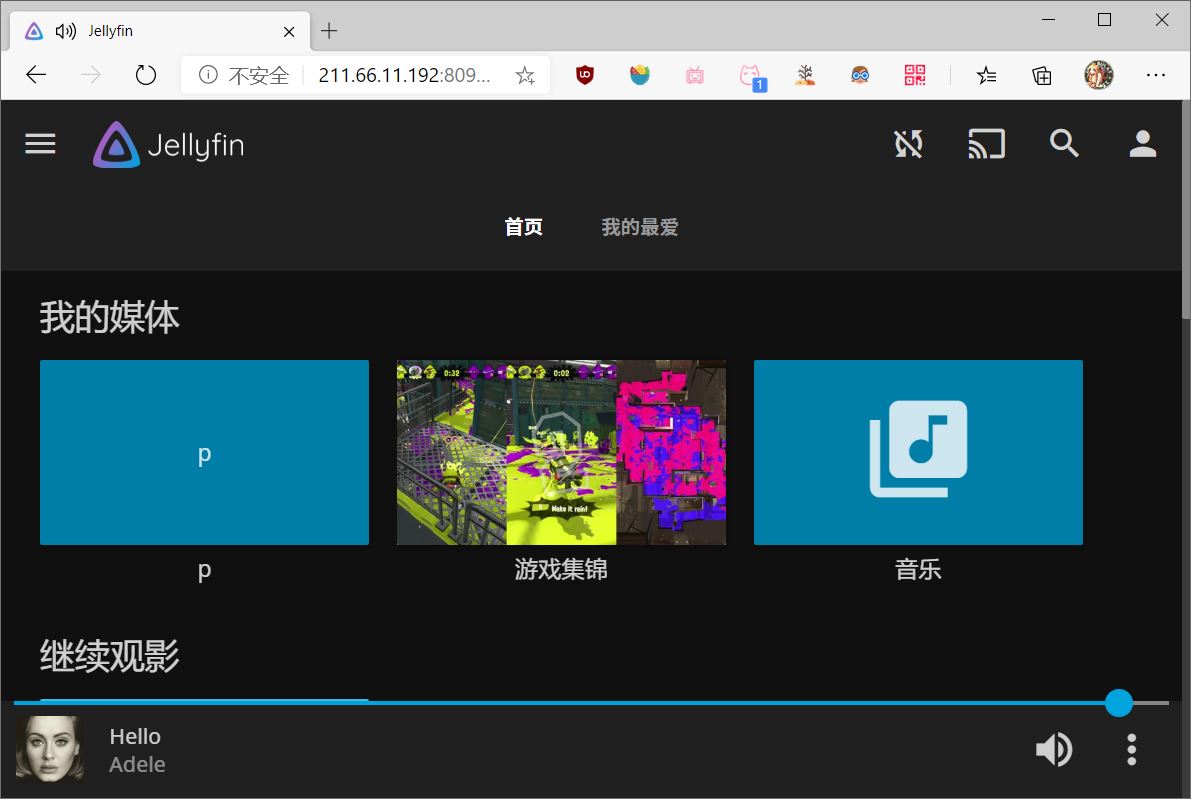 Jellyfin
不安全
211.66.11.192:809...
1
Jellyfin
首页
我的最爱
我的媒体
p
0:32
0:02
Make it rain!
p
游戏集锦
音乐
继续观影
Hello
Adele